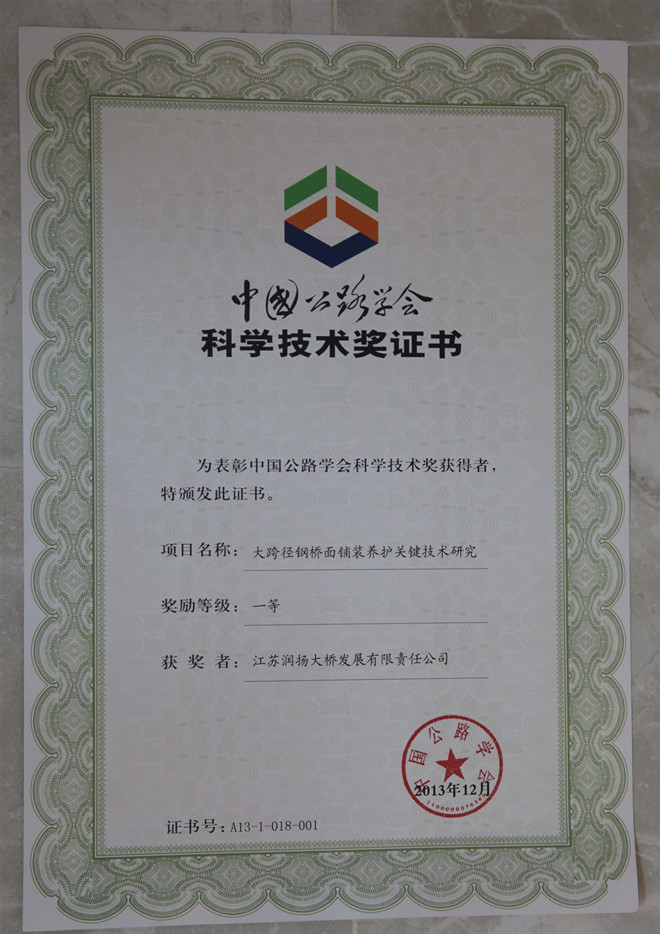 中国公路学会
科学技术奖证书
为表彰中国公路学会科学技术奖获得者，
特颁发此证书。
项目名称：大跨径钢桥面铺装养护关键技术研究
奖励等级：一等
获奖者：江苏润扬大桥发展有限责任公司
中国公路学会
2013年12月
证书号：A13-1-018-001